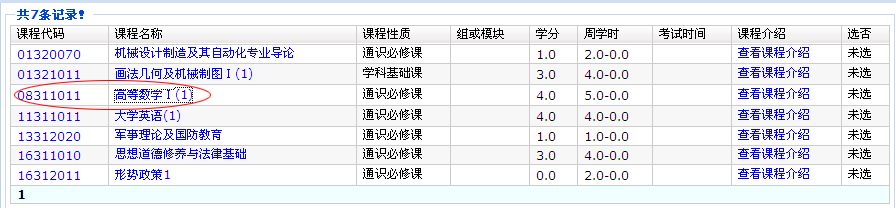 共7条记录!
课程代码 课程名称 课程性质 组或模块 学分 周学时 考试时间 课程介绍 选否
01320070 机械设计制造及其自动化专业导论 通识必修课 1.0 2.0-0.0 查看课程介绍 未选
01321011 画法几何及机械制图Ⅰ(1) 学科基础课 3.0 4.0-0.0 查看课程介绍 未选
08311011 高等数学Ⅰ(1) 通识必修课 4.0 5.0-0.0 查看课程介绍 未选
11311011 大学英语(1) 通识必修课 4.0 4.0-0.0 查看课程介绍 未选
13312020 军事理论及国防教育 通识必修课 1.0 1.0-0.0 查看课程介绍 未选
16311010 思想道德修养与法律基础 通识必修课 3.0 4.0-0.0 查看课程介绍 未选
16312011 形势政策1 通识必修课 0.0 2.0-0.0 查看课程介绍 未选
1